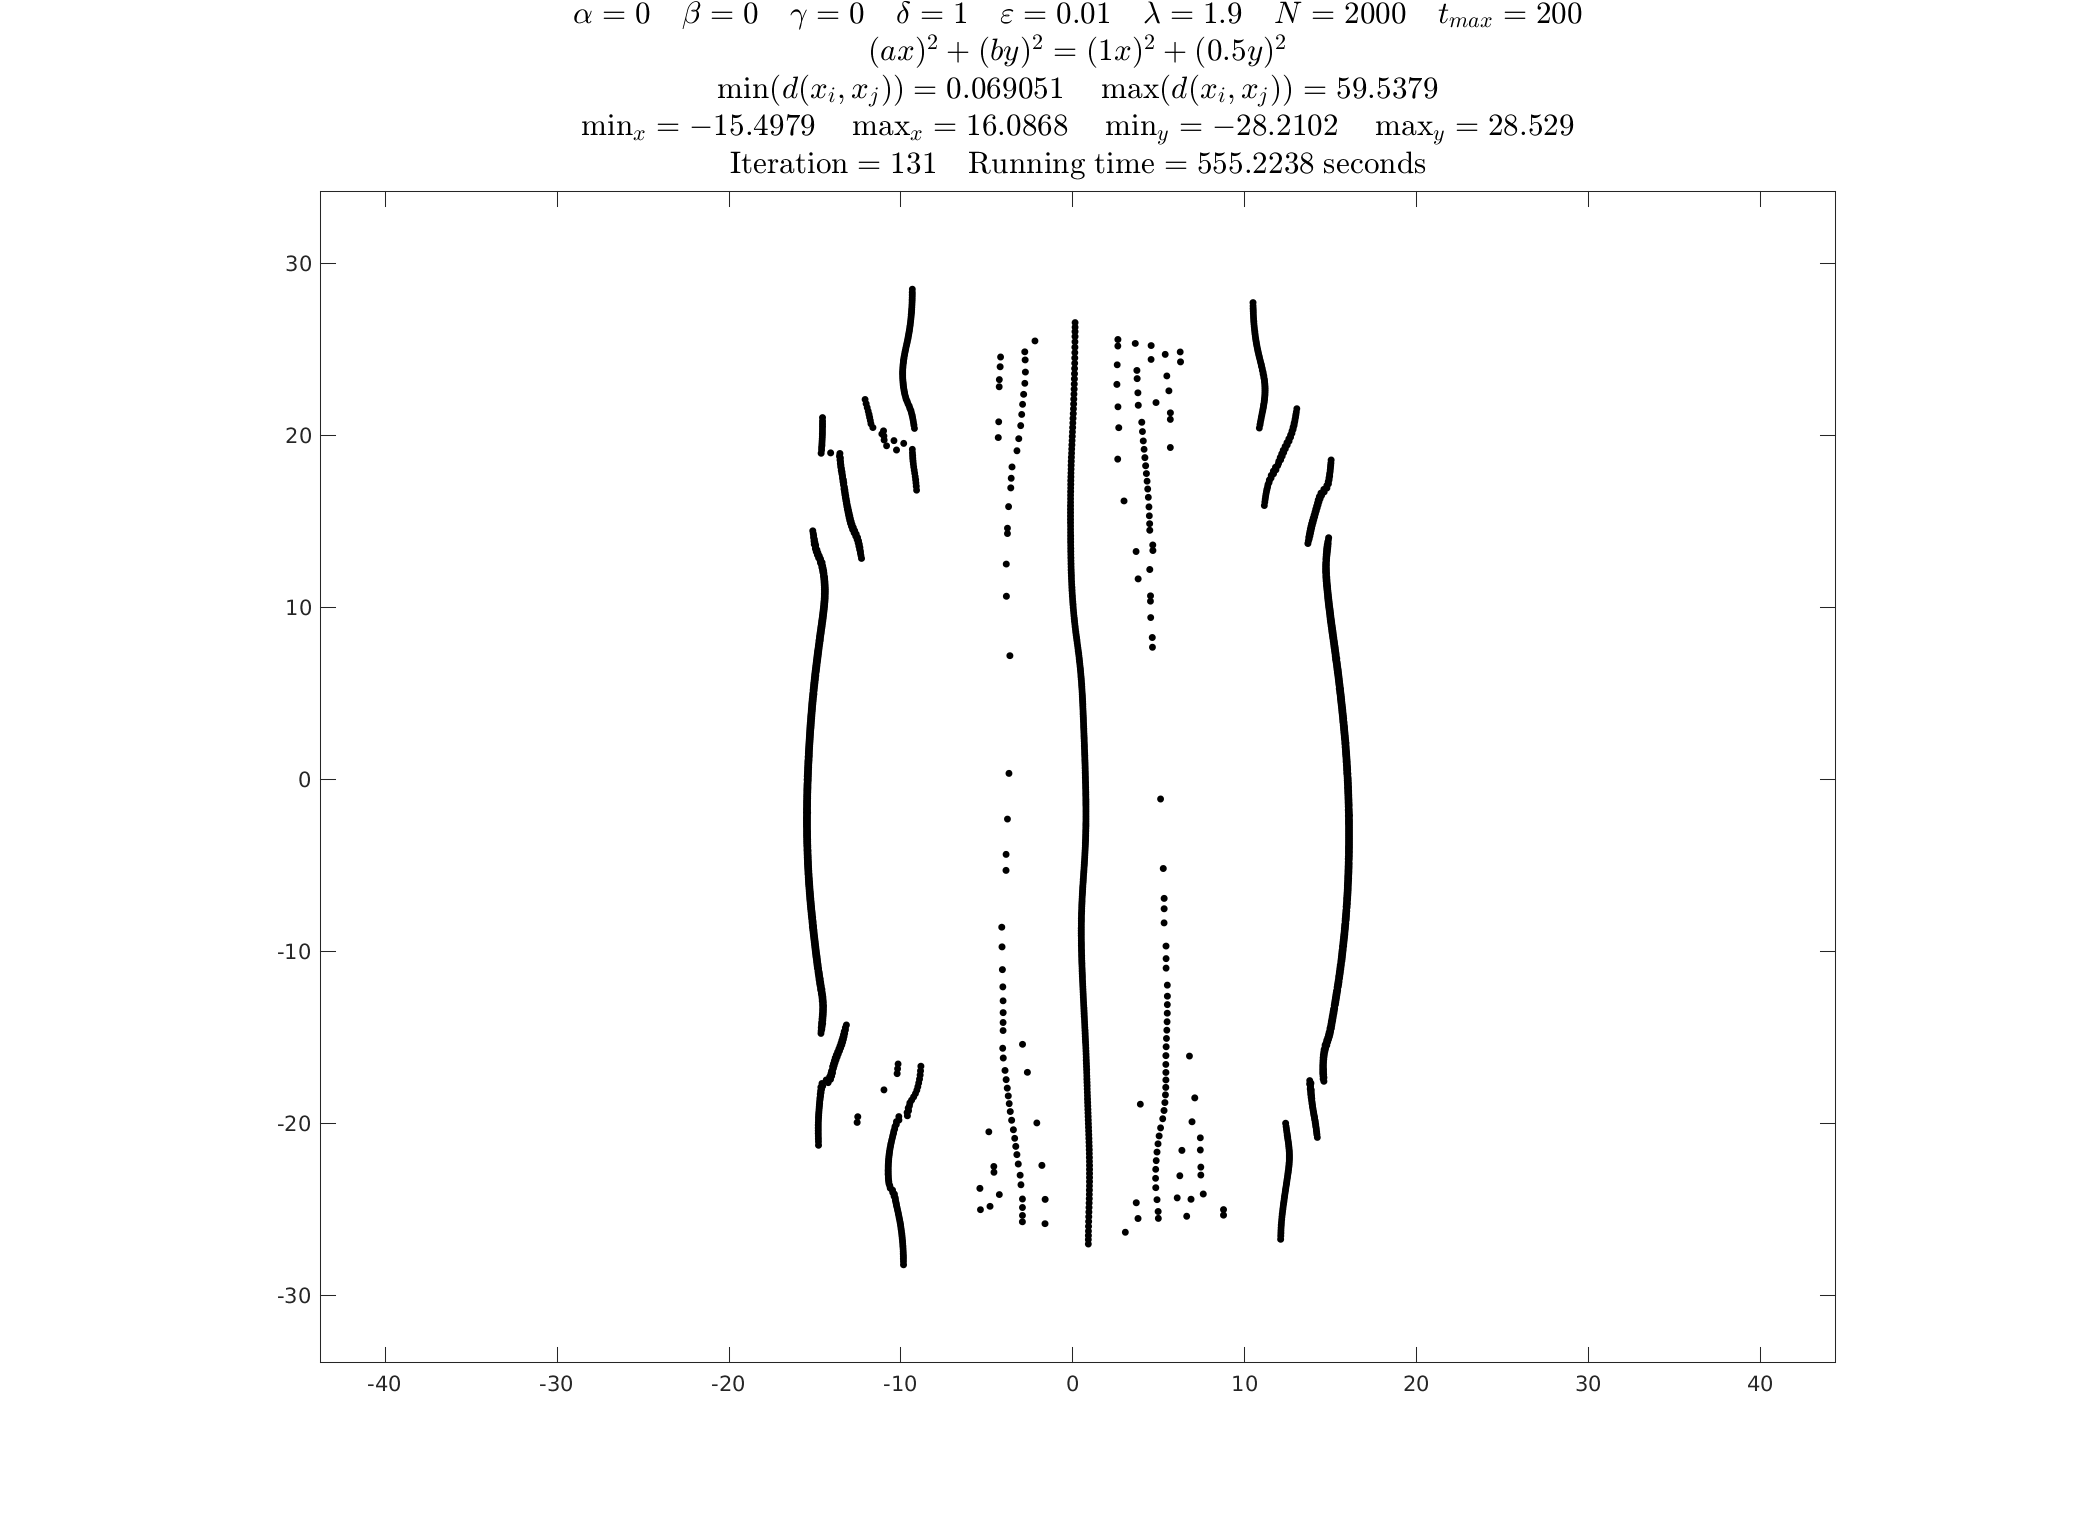 α = 0 β = 0 γ = 0 δ = 1 ε = 0.01 λ = 1.9 N = 2000 t_max = 200
(ax)² + (by)² = (1x)² + (0.5y)²
min(d(x_i, x_j)) = 0.069051 max(d(x_i, x_j)) = 59.5379
min_x = −15.4979 max_x = 16.0868 min_y = −28.2102 max_y = 28.529
Iteration = 131 Running time = 555.2238 seconds
30
20
10
0
-10
-20
-30
-40 -30 -20 -10 0 10 20 30 40